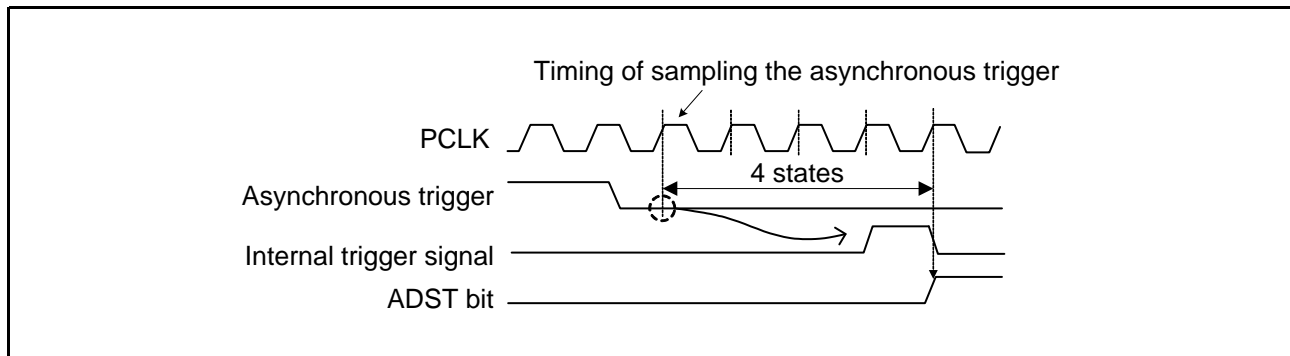 Timing of sampling the asynchronous trigger
PCLK
4 states
Asynchronous trigger
Internal trigger signal
ADST bit